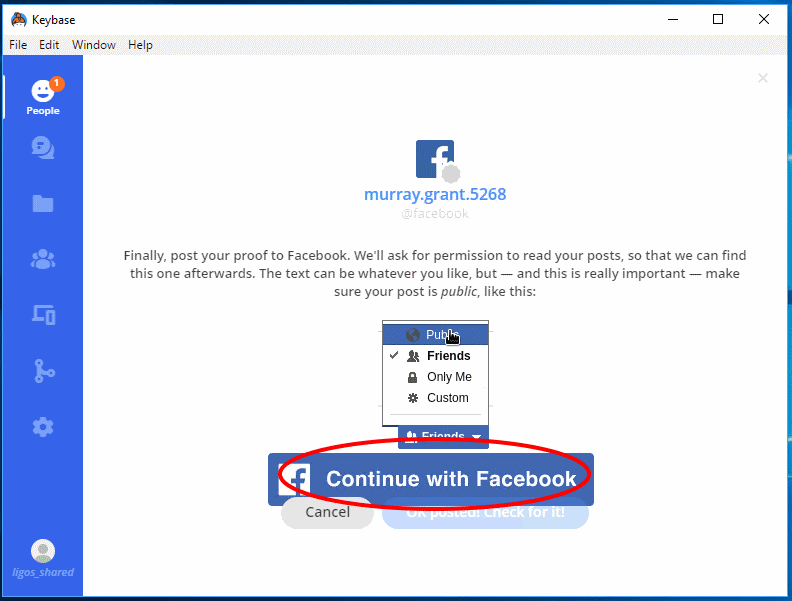 Keybase
File Edit Window Help
1
People
murray.grant.5268
@facebook
Finally, post your proof to Facebook. We'll ask for permission to read your posts, so that we can find
this one afterwards. The text can be whatever you like, but — and this is really important — make
sure your post is public, like this:
Public
Friends
Only Me
Custom
Friends
Continue with Facebook
Cancel
OK posted! Check for it!
ligos_shared